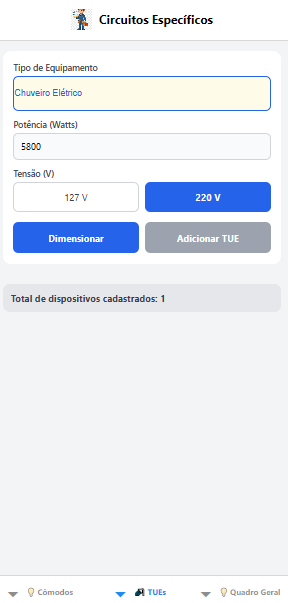 Circuitos Específicos
Tipo de Equipamento
Chuveiro Elétrico
Potência (Watts)
5800
Tensão (V)
127 V
220 V
Dimensionar
Adicionar TUE
Total de dispositivos cadastrados: 1
Cômodos
TUEs
Quadro Geral